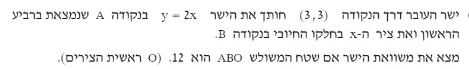 ישר העובר דרך הנקודה (3,3) חותך את הישר y = 2x בנקודה A שנמצאת ברביע
הראשון ואת ציר ה-x בחלקו החיובי בנקודה B.
מצא את משוואת הישר אם שטח המשולש ABO הוא 12. (O ראשית הצירים).